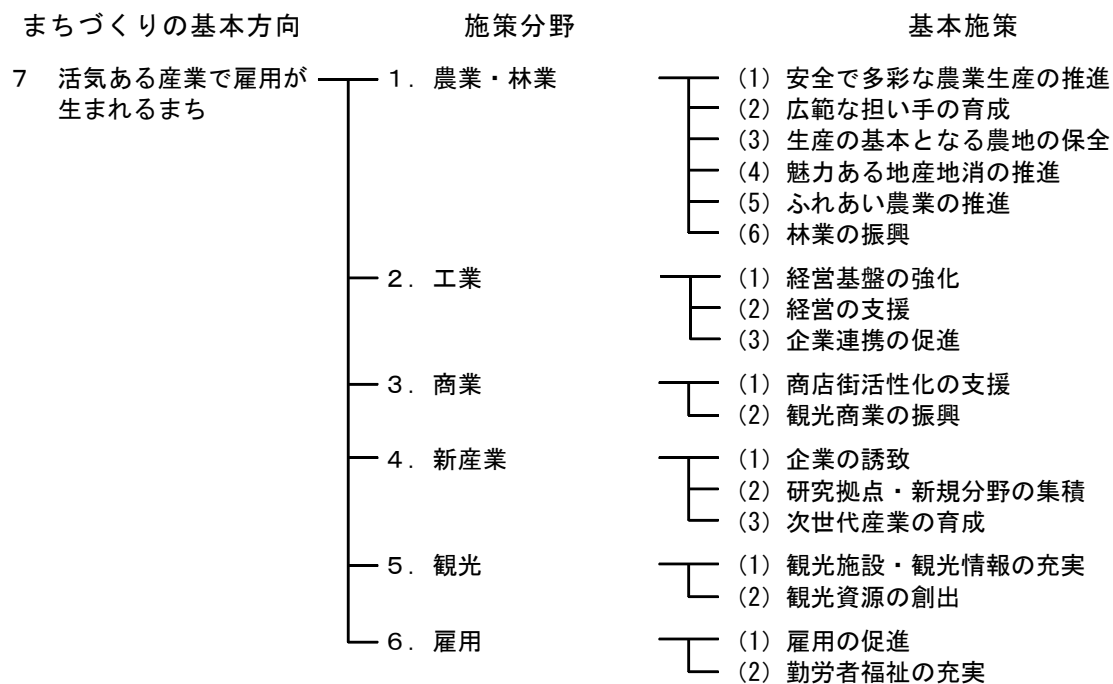 まちづくりの基本方向 施策分野 基本施策
7 活気ある産業で雇用が 1．農業・林業 (1) 安全で多彩な農業生産の推進
生まれるまち (2) 広範な担い手の育成
(3) 生産の基本となる農地の保全
(4) 魅力ある地産地消の推進
(5) ふれあい農業の推進
(6) 林業の振興
2．工業 (1) 経営基盤の強化
(2) 経営の支援
(3) 企業連携の促進
3．商業 (1) 商店街活性化の支援
(2) 観光商業の振興
4．新産業 (1) 企業の誘致
(2) 研究拠点・新規分野の集積
(3) 次世代産業の育成
5．観光 (1) 観光施設・観光情報の充実
(2) 観光資源の創出
6．雇用 (1) 雇用の促進
(2) 勤労者福祉の充実